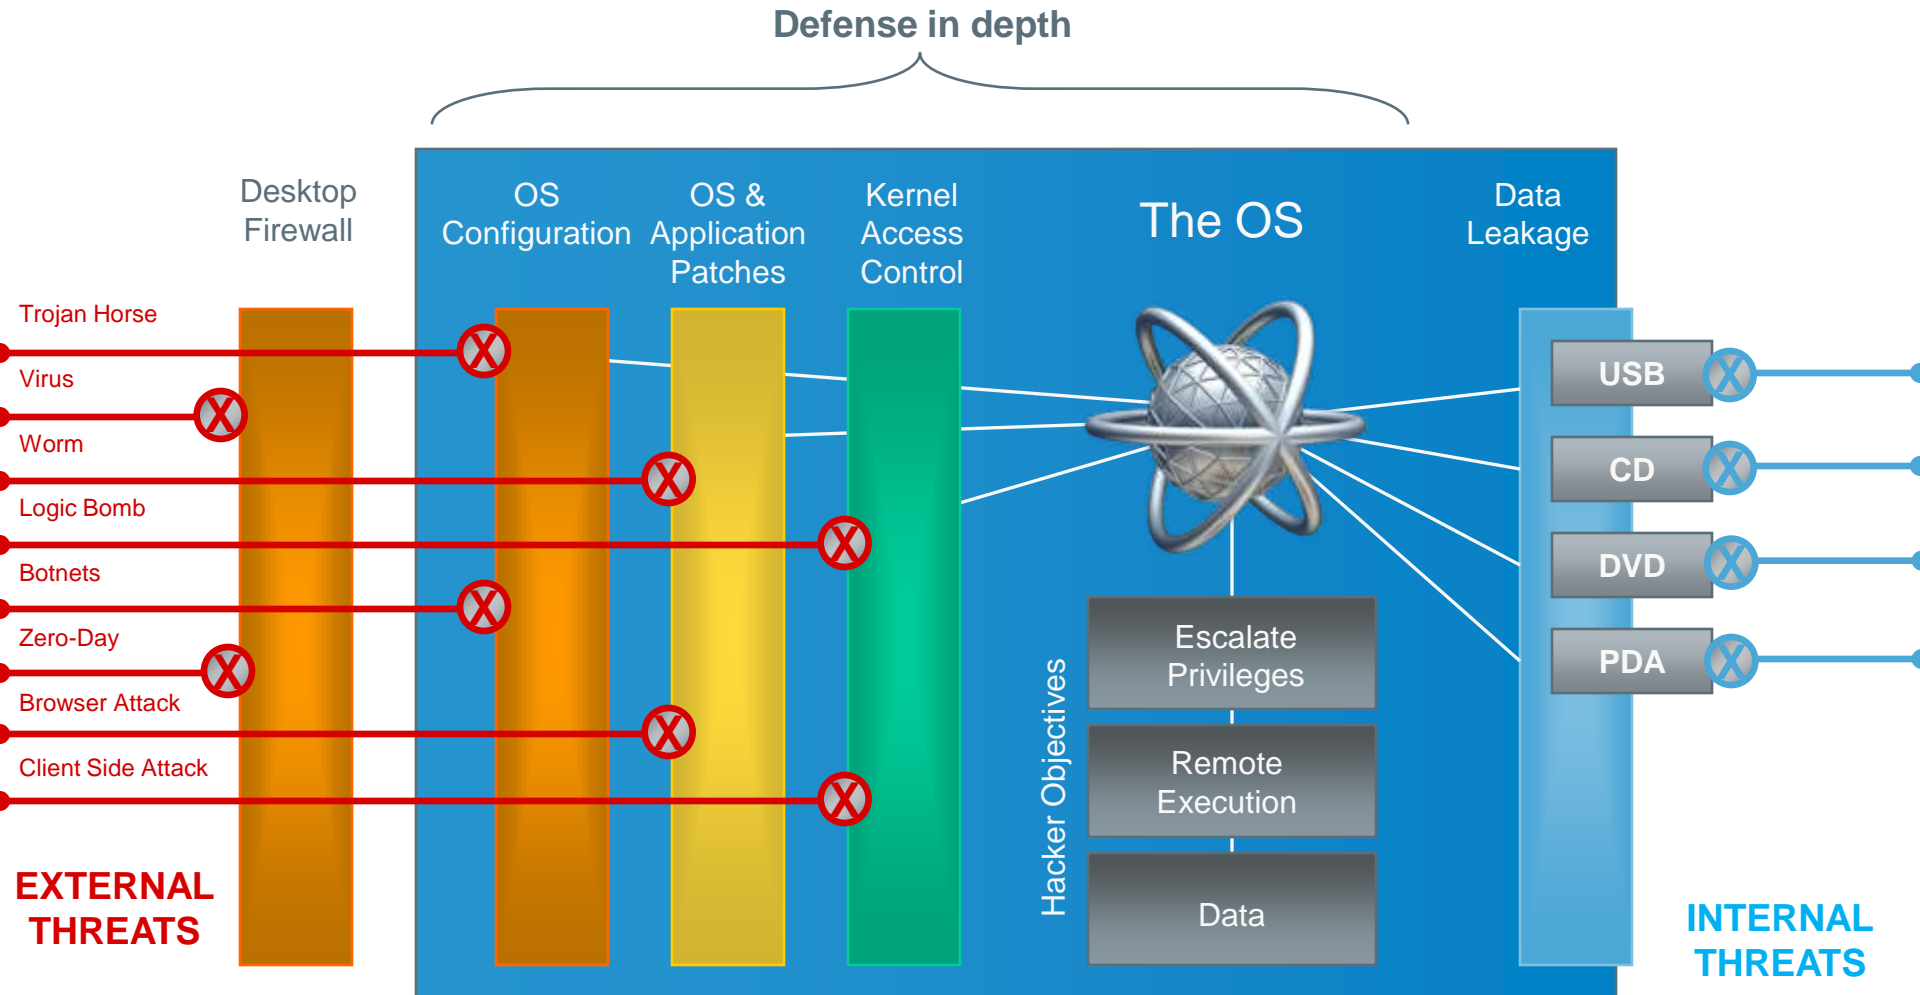 Defense in depth
Desktop
Firewall
OS
Configuration
OS &
Application
Patches
Kernel
Access
Control
The OS
Data
Leakage
Trojan Horse
X
Virus
X
Worm
X
Logic Bomb
X
Botnets
X
Zero-Day
X
Browser Attack
X
Client Side Attack
X
EXTERNAL
THREATS
Hacker Objectives
Escalate
Privileges
Remote
Execution
Data
USB
X
CD
X
DVD
X
PDA
X
INTERNAL
THREATS